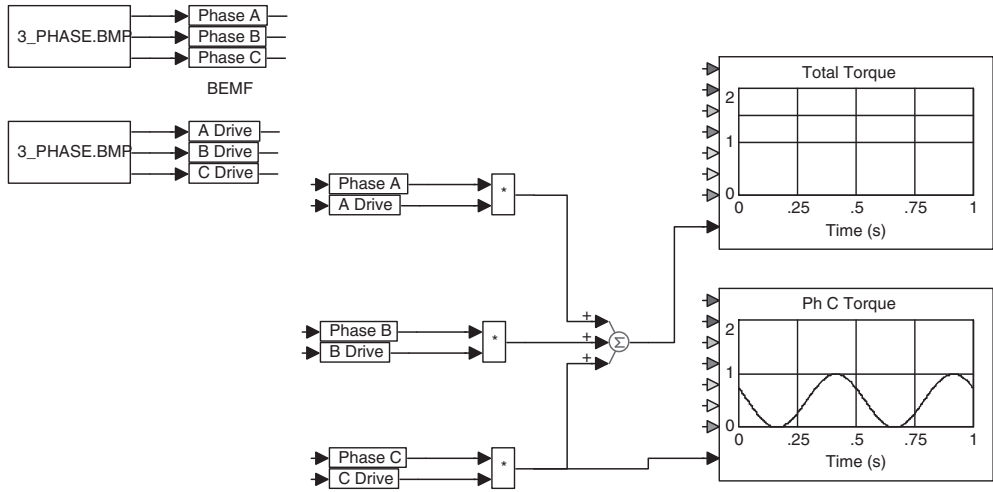 3_PHASE.BMP
Phase A
Phase B
Phase C
BEMF
3_PHASE.BMP
A Drive
B Drive
C Drive
Phase A
A Drive
*
Phase B
B Drive
*
Phase C
C Drive
*
+
+
+
Σ
Total Torque
2
1
0
0 .25 .5 .75 1
Time (s)
Ph C Torque
2
1
0
0 .25 .5 .75 1
Time (s)